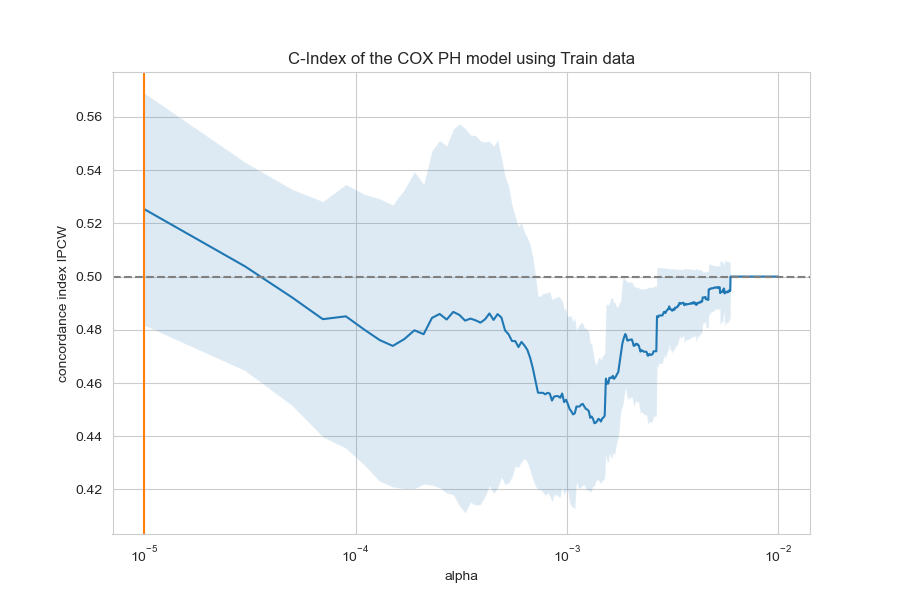 C-Index of the COX PH model using Train data
concordance index IPCW
0.56
0.54
0.52
0.50
0.48
0.46
0.44
0.42
10⁻⁵ 10⁻⁴ 10⁻³ 10⁻²
alpha